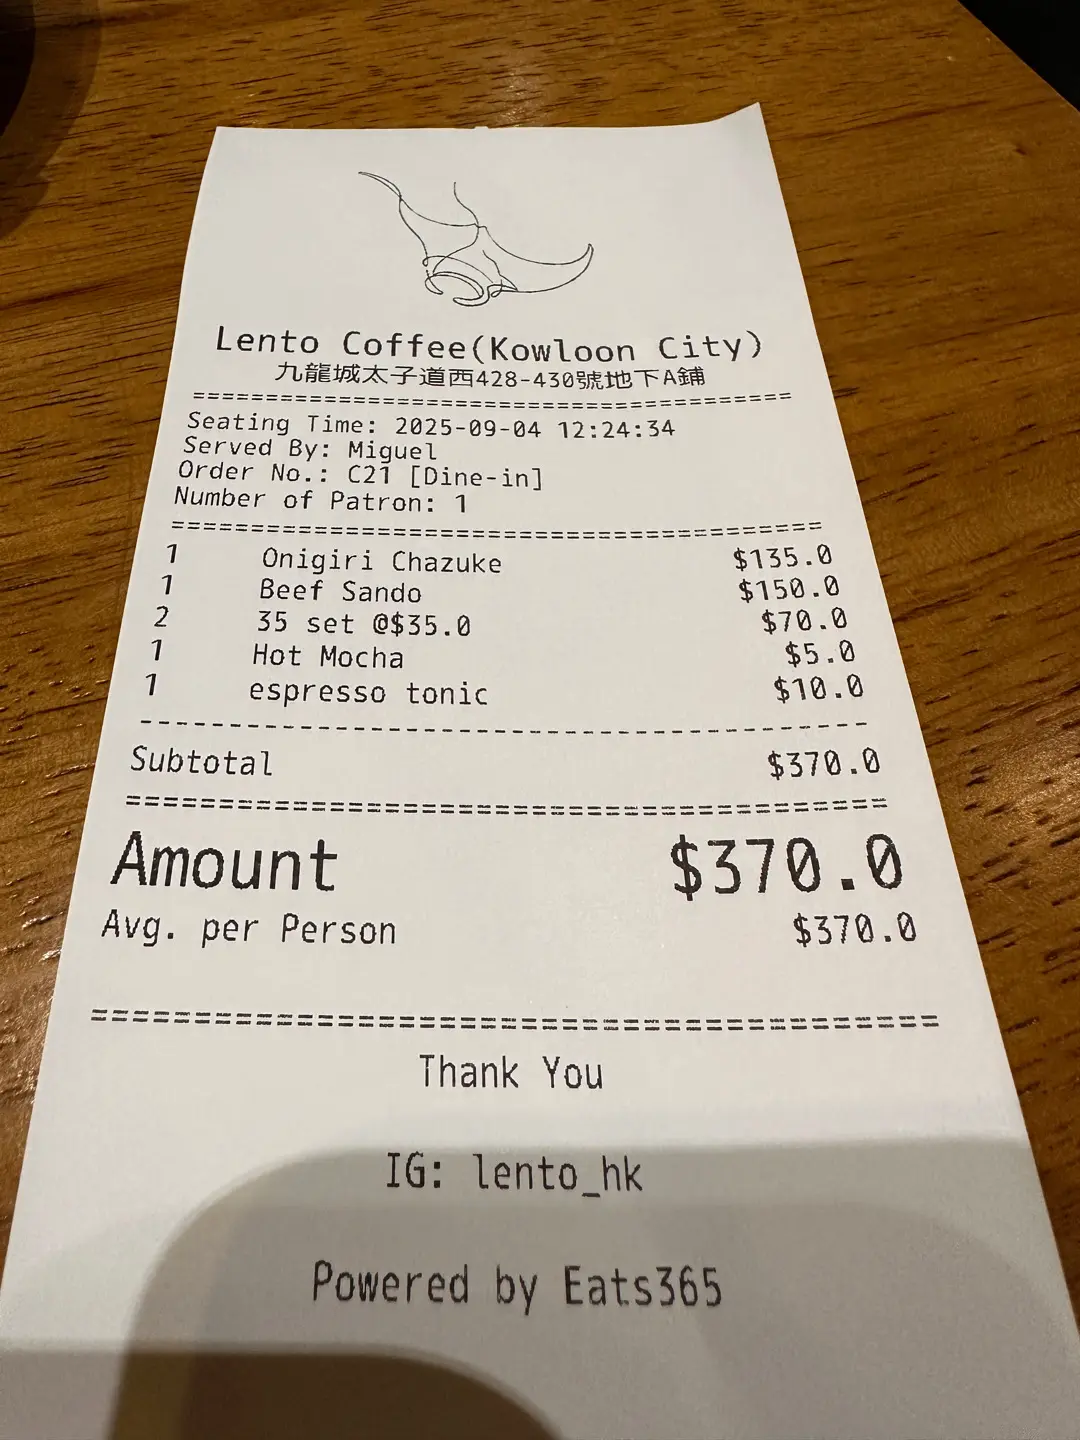 Lento Coffee(Kowloon City)
九龍城太子道西428-430號地下A鋪
Seating Time: 2025-09-04 12:24:34
Served By: Miguel
Order No.: C21 [Dine-in]
Number of Patron: 1
1 Onigiri Chazuke $135.0
1 Beef Sando $150.0
2 35 set @$35.0 $70.0
1 Hot Mocha $5.0
1 espresso tonic $10.0
Subtotal $370.0
Amount $370.0
Avg. per Person $370.0
Thank You
IG: lento_hk
Powered by Eats365